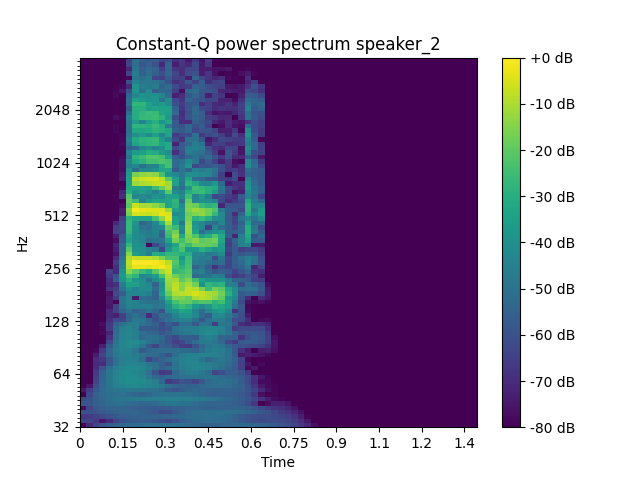 Constant-Q power spectrum speaker_2
Hz
2048
1024
512
256
128
64
32
0 0.15 0.3 0.45 0.6 0.75 0.9 1.1 1.2 1.4
Time
+0 dB
-10 dB
-20 dB
-30 dB
-40 dB
-50 dB
-60 dB
-70 dB
-80 dB